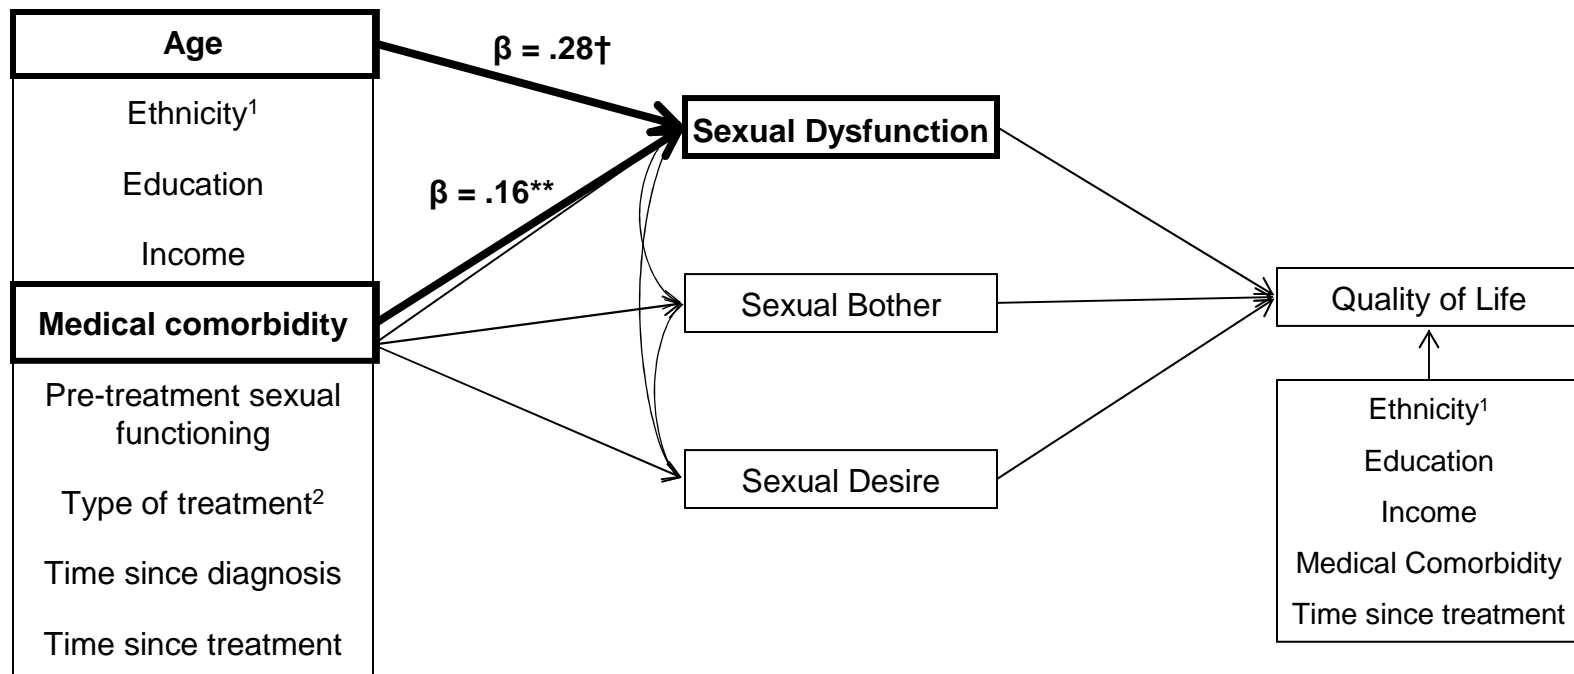 Age
Ethnicity¹
Education
Income
Medical comorbidity
Pre-treatment sexual
functioning
Type of treatment²
Time since diagnosis
Time since treatment
β = .28†
β = .16**
Sexual Dysfunction
Sexual Bother
Sexual Desire
Quality of Life
Ethnicity¹
Education
Income
Medical Comorbidity
Time since treatment